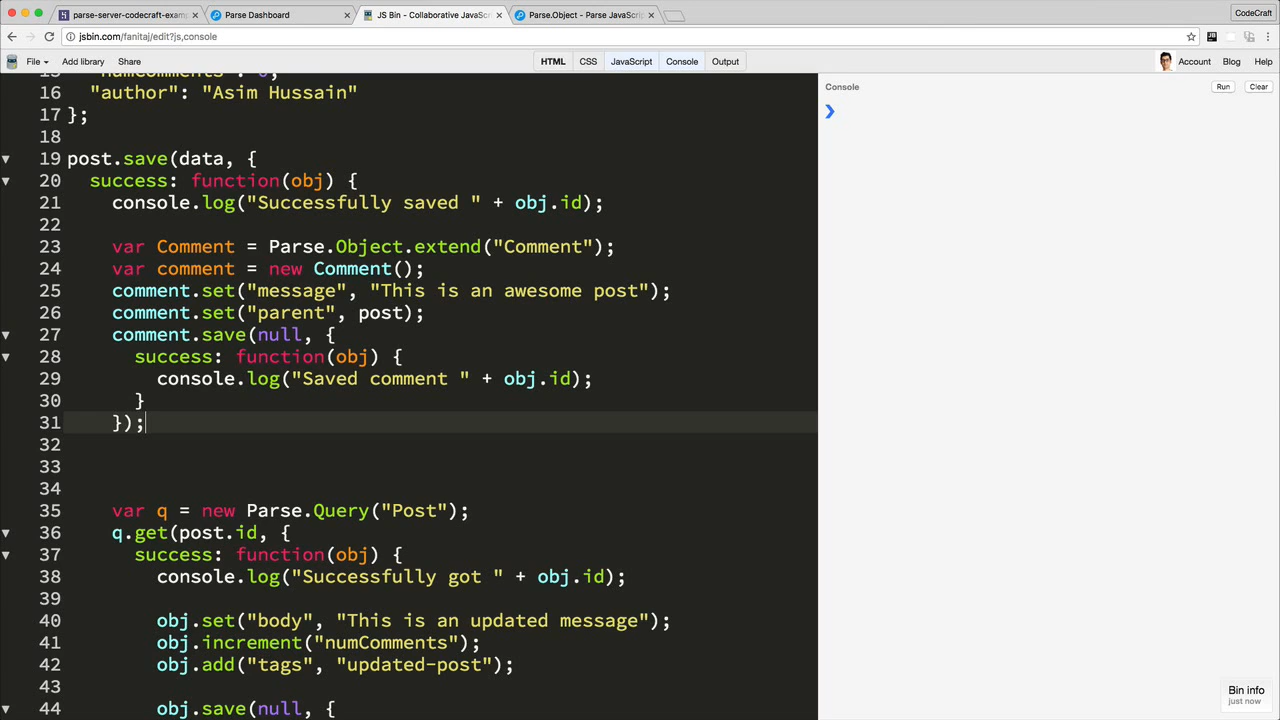 parse-server-codecraft-examp
Parse Dashboard
JS Bin - Collaborative JavaSc
Parse.Object - Parse JavaScri
CodeCraft
jsbin.com/fanitaj/edit?js,console
File
Add library
Share
HTML
CSS
JavaScript
Console
Output
Account
Blog
Help
15 "numComments": 0,
16 "author": "Asim Hussain"
17 };
18
19 post.save(data, {
20 success: function(obj) {
21 console.log("Successfully saved " + obj.id);
22
23 var Comment = Parse.Object.extend("Comment");
24 var comment = new Comment();
25 comment.set("message", "This is an awesome post");
26 comment.set("parent", post);
27 comment.save(null, {
28 success: function(obj) {
29 console.log("Saved comment " + obj.id);
30 }
31 });
32
33
34
35 var q = new Parse.Query("Post");
36 q.get(post.id, {
37 success: function(obj) {
38 console.log("Successfully got " + obj.id);
39
40 obj.set("body", "This is an updated message");
41 obj.increment("numComments");
42 obj.add("tags", "updated-post");
43
44 obj.save(null, {
Console
Run
Clear
Bin info
just now